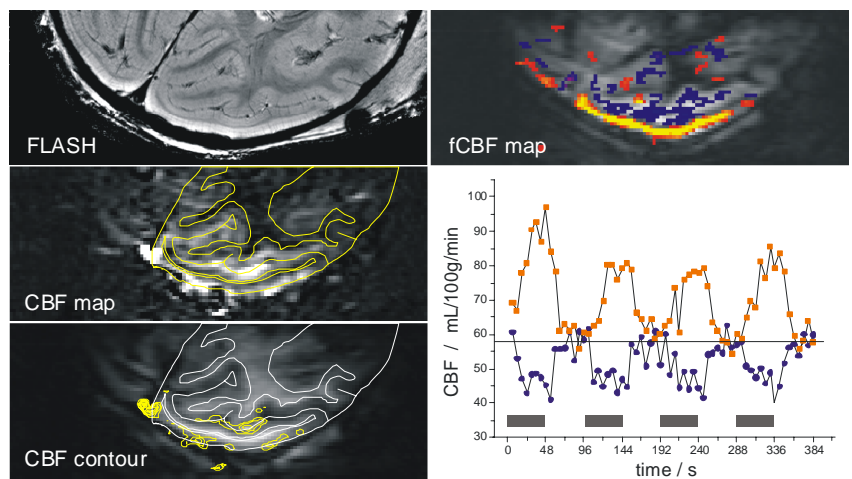 FLASH
fCBF map
CBF map
CBF contour
CBF / mL/100g/min
100
90
80
70
60
50
40
30
0 48 96 144 192 240 288 336 384
time / s